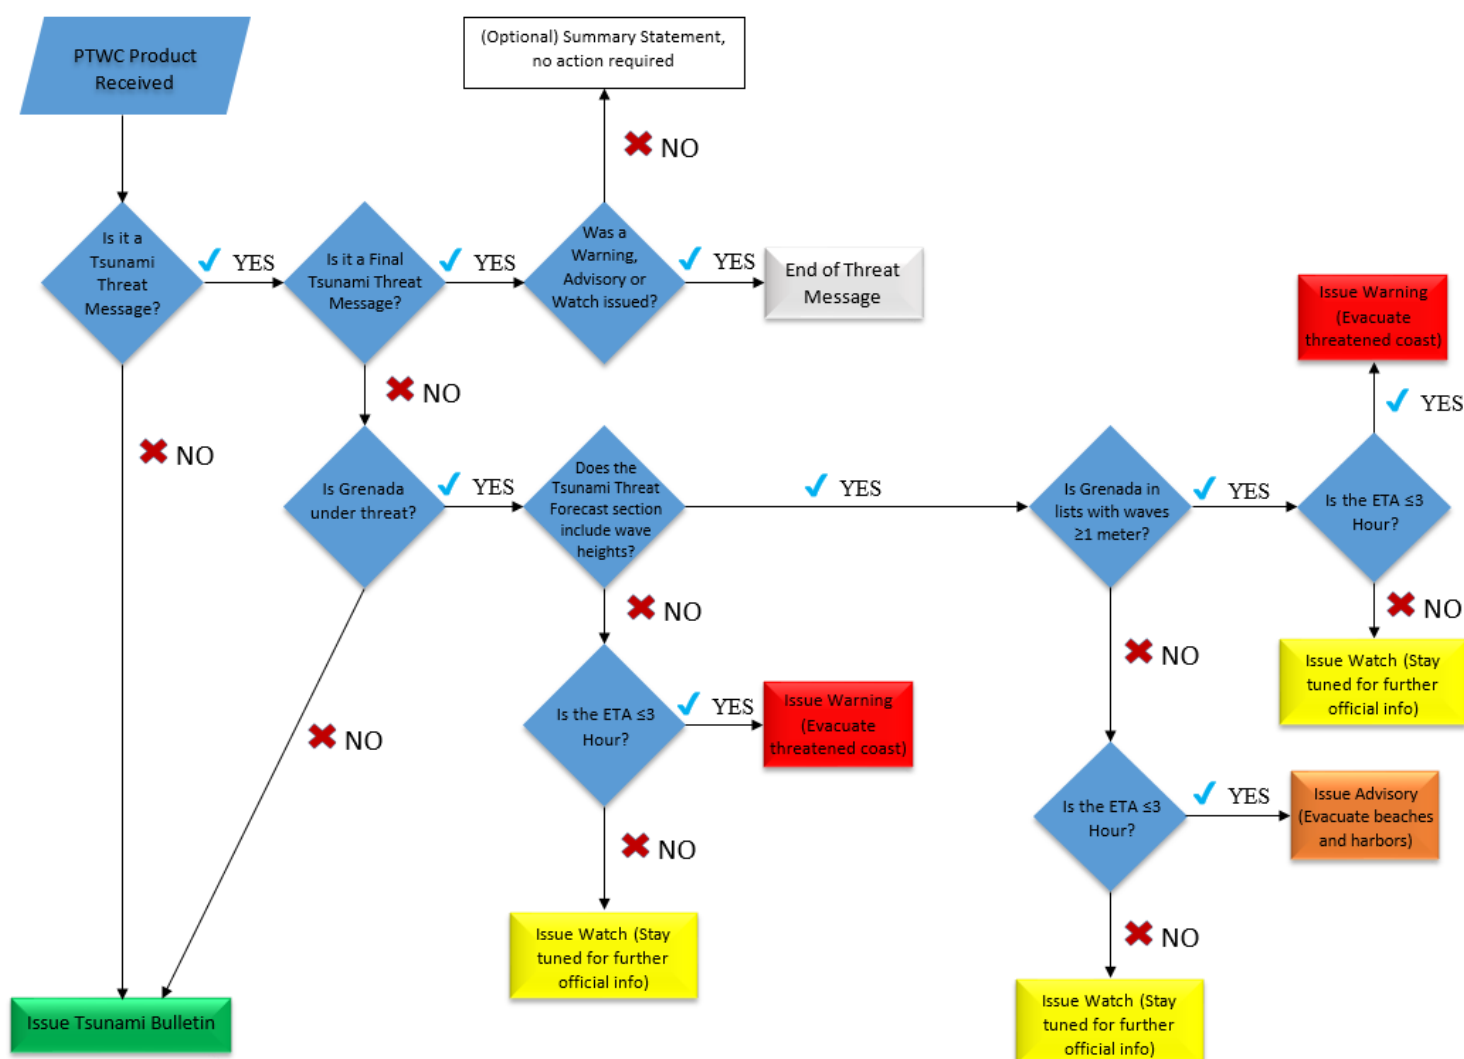 PTWC Product
Received
(Optional) Summary Statement,
no action required
NO
Is it a
Tsunami
Threat
Message?
YES
Is it a Final
Tsunami Threat
Message?
YES
Was a
Warning,
Advisory or
Watch issued?
YES
End of Threat
Message
Issue Warning
(Evacuate
threatened coast)
YES
NO
NO
Is Grenada
under threat?
YES
Does the
Tsunami Threat
Forecast section
include wave
heights?
YES
Is Grenada in
lists with waves
≥1 meter?
YES
Is the ETA ≤3
Hour?
NO
NO
NO
Issue Watch (Stay
tuned for further
official info)
NO
Is the ETA ≤3
Hour?
YES
Issue Warning
(Evacuate
threatened coast)
Is the ETA ≤3
Hour?
YES
Issue Advisory
(Evacuate beaches
and harbors)
NO
NO
Issue Watch (Stay
tuned for further
official info)
Issue Watch (Stay
tuned for further
official info)
Issue Tsunami Bulletin